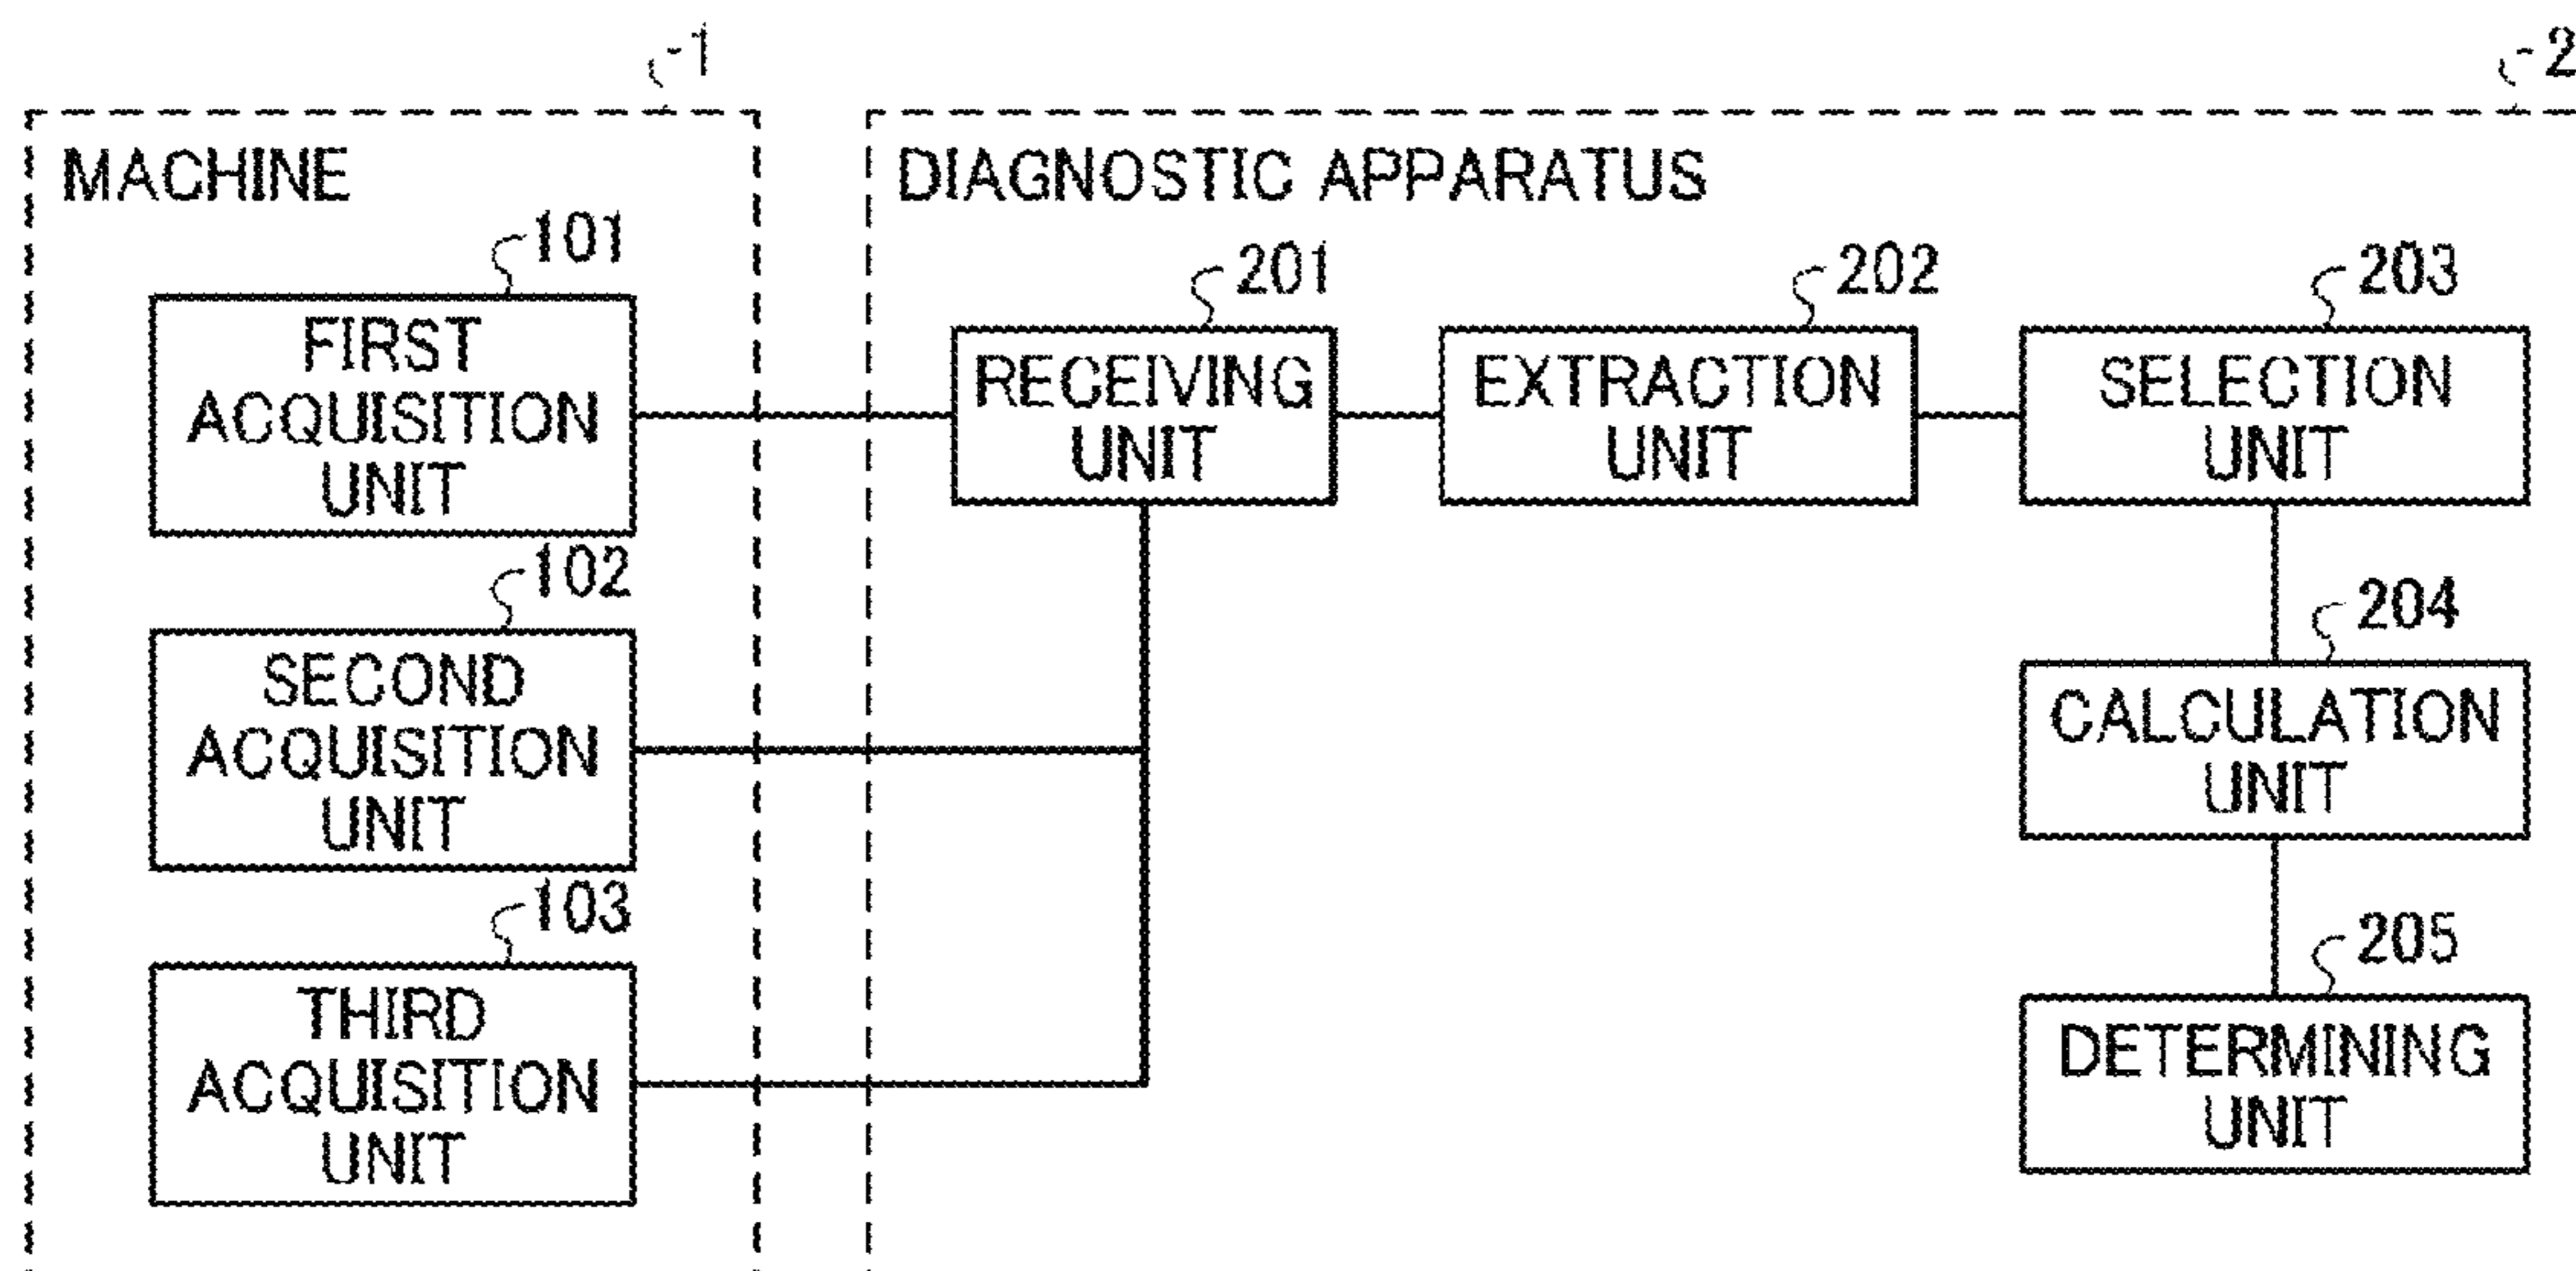 1
2
MACHINE
DIAGNOSTIC APPARATUS
101
FIRST
ACQUISITION
UNIT
102
SECOND
ACQUISITION
UNIT
103
THIRD
ACQUISITION
UNIT
201
RECEIVING
UNIT
202
EXTRACTION
UNIT
203
SELECTION
UNIT
204
CALCULATION
UNIT
205
DETERMINING
UNIT